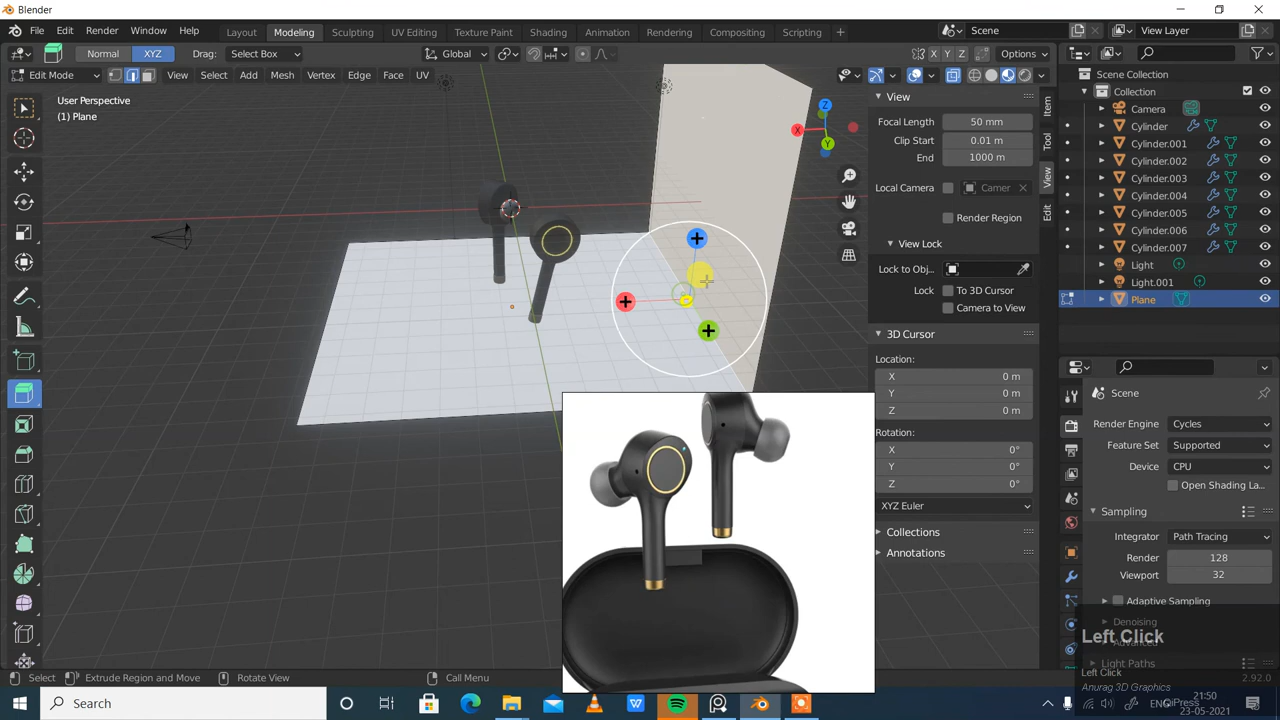 Blender
File Edit Render Window Help
Layout Modeling Sculpting UV Editing Texture Paint Shading Animation Rendering Compositing Scripting
Scene
View Layer
Normal XYZ Drag: Select Box
Global
X Y Z Options
Edit Mode View Select Add Mesh Vertex Edge Face UV
User Perspective
(1) Plane
Z
X
Y
View
Focal Length 50 mm
Clip Start 0.01 m
End 1000 m
Local Camera Camer
Render Region
View Lock
Lock to Obj...
Lock To 3D Cursor
Camera to View
3D Cursor
Location:
X 0 m
Y 0 m
Z 0 m
Rotation:
X 0°
Y 0°
Z 0°
XYZ Euler
Collections
Annotations
Item
Tool
View
Edit
Scene Collection
Collection
Camera
Cylinder
Cylinder.001
Cylinder.002
Cylinder.003
Cylinder.004
Cylinder.005
Cylinder.006
Cylinder.007
Light
Light.001
Plane
Scene
Render Engine Cycles
Feature Set Supported
Device CPU
Open Shading La...
Sampling
Integrator Path Tracing
Render 128
Viewport 32
Adaptive Sampling
Denoising
Advanced
Light Paths
Left Click
Left Click
Anurag 3D Graphics
2.92.0
Select Extrude Region and Move Rotate View Call Menu
Search
21:50
23-05-2021